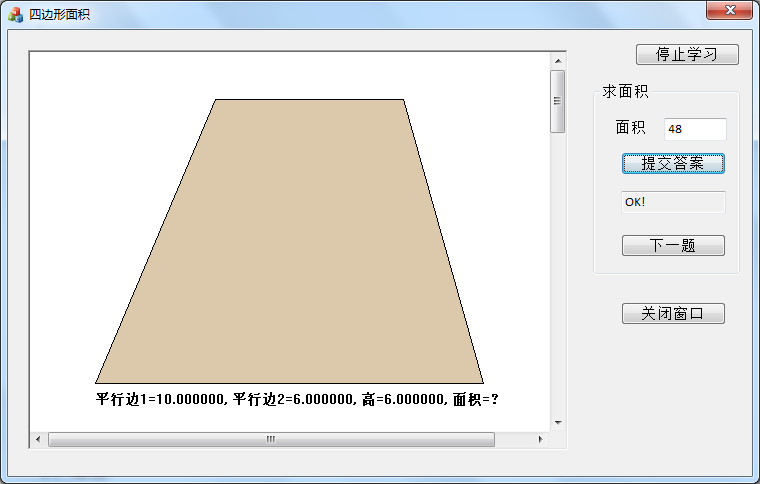 四边形面积
停止学习
求面积
面积 48
提交答案
OK!
下一题
关闭窗口
平行边1=10.000000, 平行边2=6.000000, 高=6.000000, 面积=?